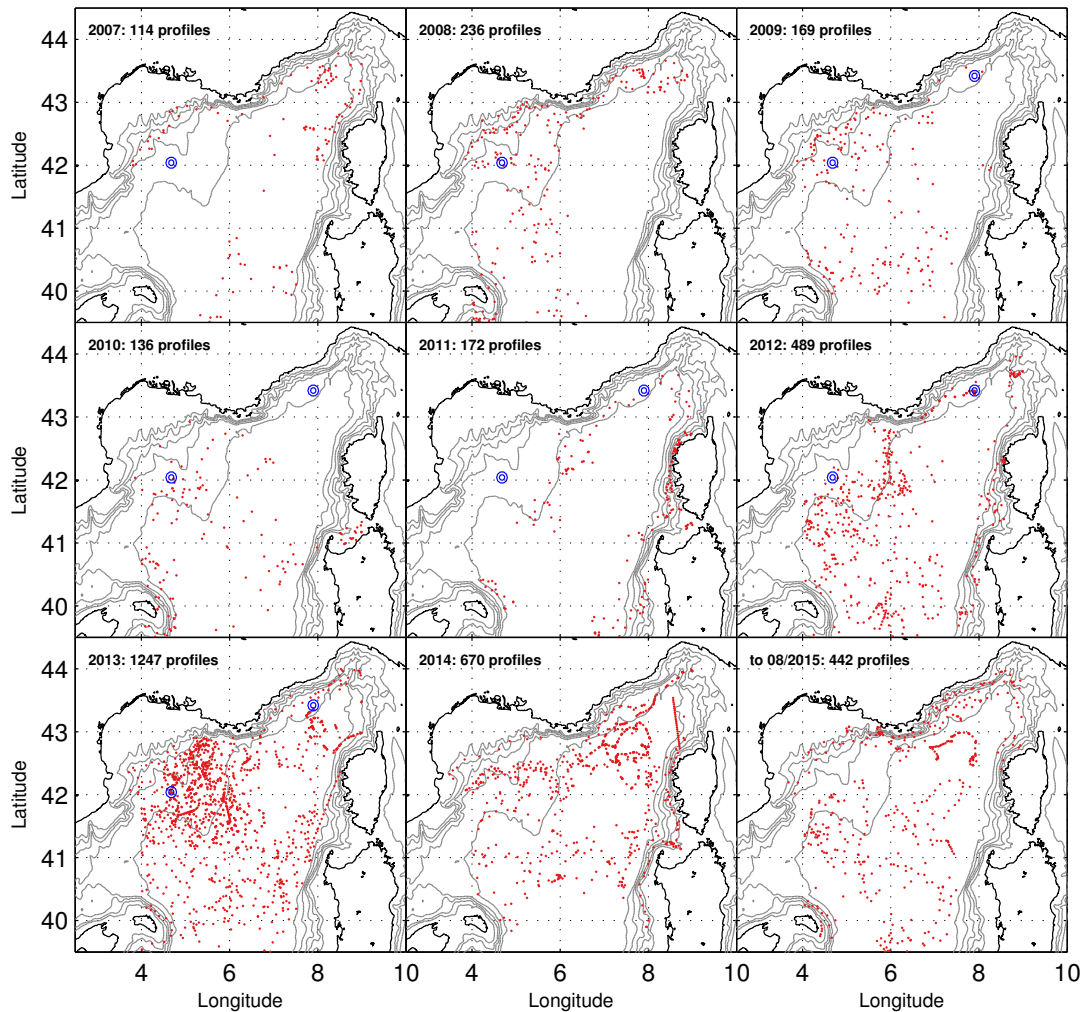 2007: 114 profiles
2008: 236 profiles
2009: 169 profiles
44
43
42
41
40
Latitude
2010: 136 profiles
2011: 172 profiles
2012: 489 profiles
44
43
42
41
40
Latitude
2013: 1247 profiles
2014: 670 profiles
to 08/2015: 442 profiles
44
43
42
41
40
Latitude
4 6 8 10 4 6 8 10 4 6 8 10
Longitude Longitude Longitude